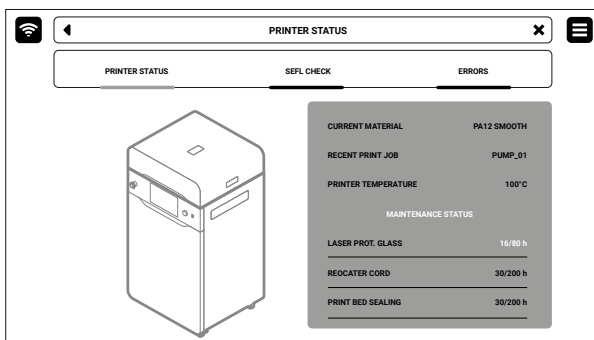 PRINTER STATUS
PRINTER STATUS SEFL CHECK ERRORS
CURRENT MATERIAL PA12 SMOOTH
RECENT PRINT JOB PUMP_01
PRINTER TEMPERATURE 100°C
MAINTENANCE STATUS
LASER PROT. GLASS 16/80 h
REOCATER CORD 30/200 h
PRINT BED SEALING 30/200 h